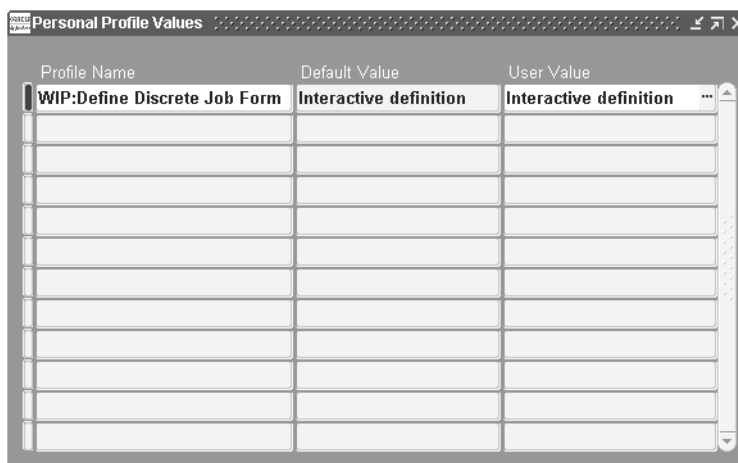 Personal Profile Values
Profile Name Default Value User Value
WIP:Define Discrete Job Form Interactive definition Interactive definition ...